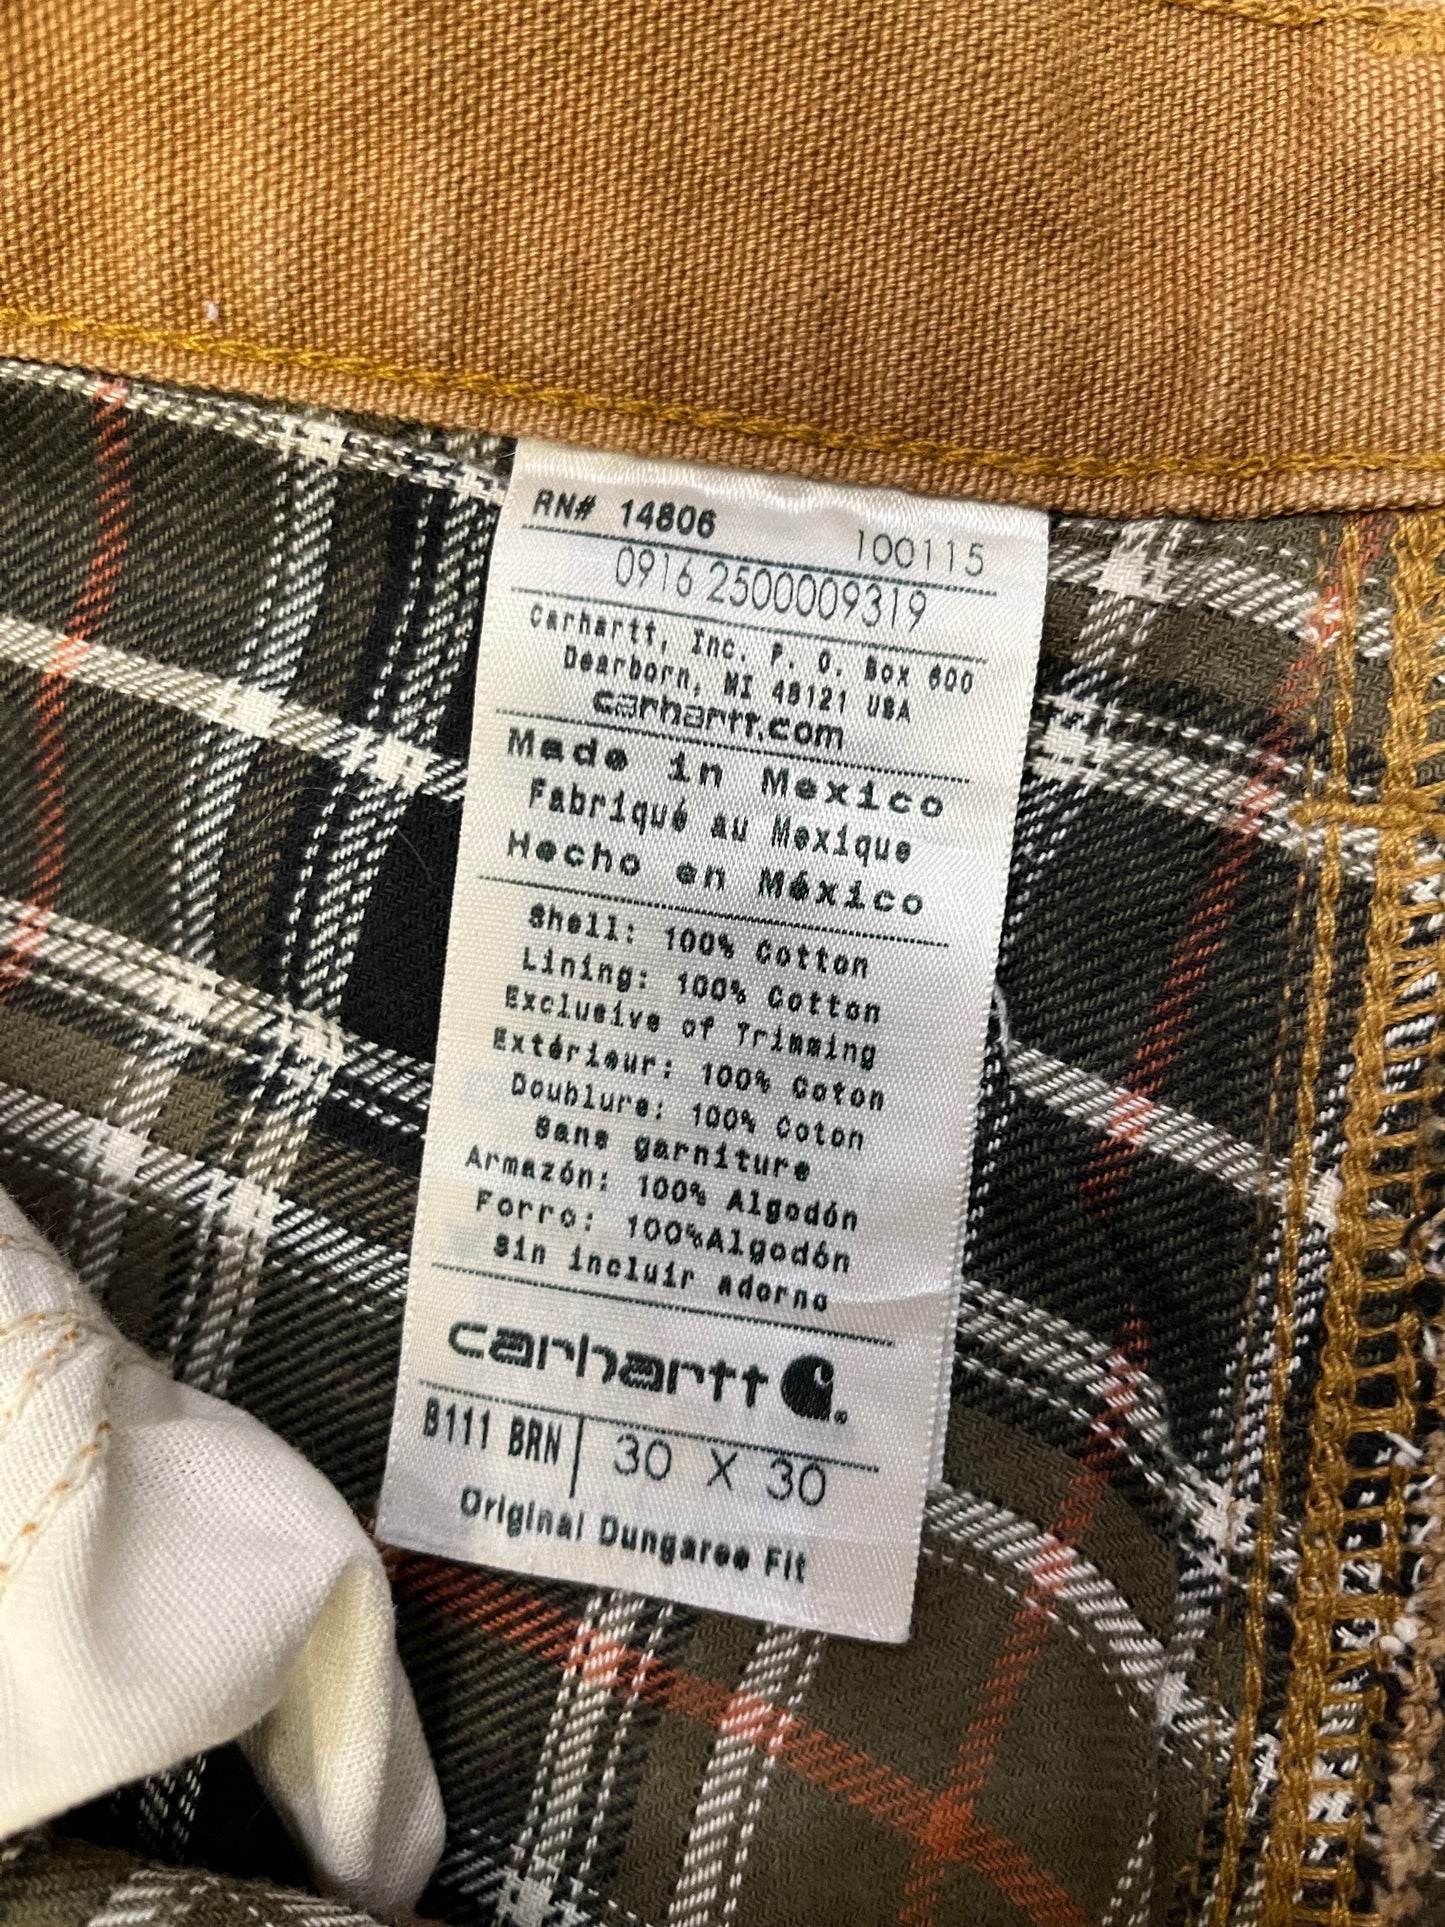 RN# 14806 100115
0916 2500009319
Carhartt, Inc. P. O. Box 600
Dearborn, MI 48121 USA
carhartt.com
Made in Mexico
Fabriqué au Mexique
Hecho en México
Shell: 100% Cotton
Lining: 100% Cotton
Exclusive of Trimming
Extérieur: 100% Coton
Doublure: 100% Coton
Sans garniture
Armazón: 100% Algodón
Forro: 100%Algodón
Sin incluir adorno
carhartt
B111 BRN 30 X 30
Original Dungaree Fit